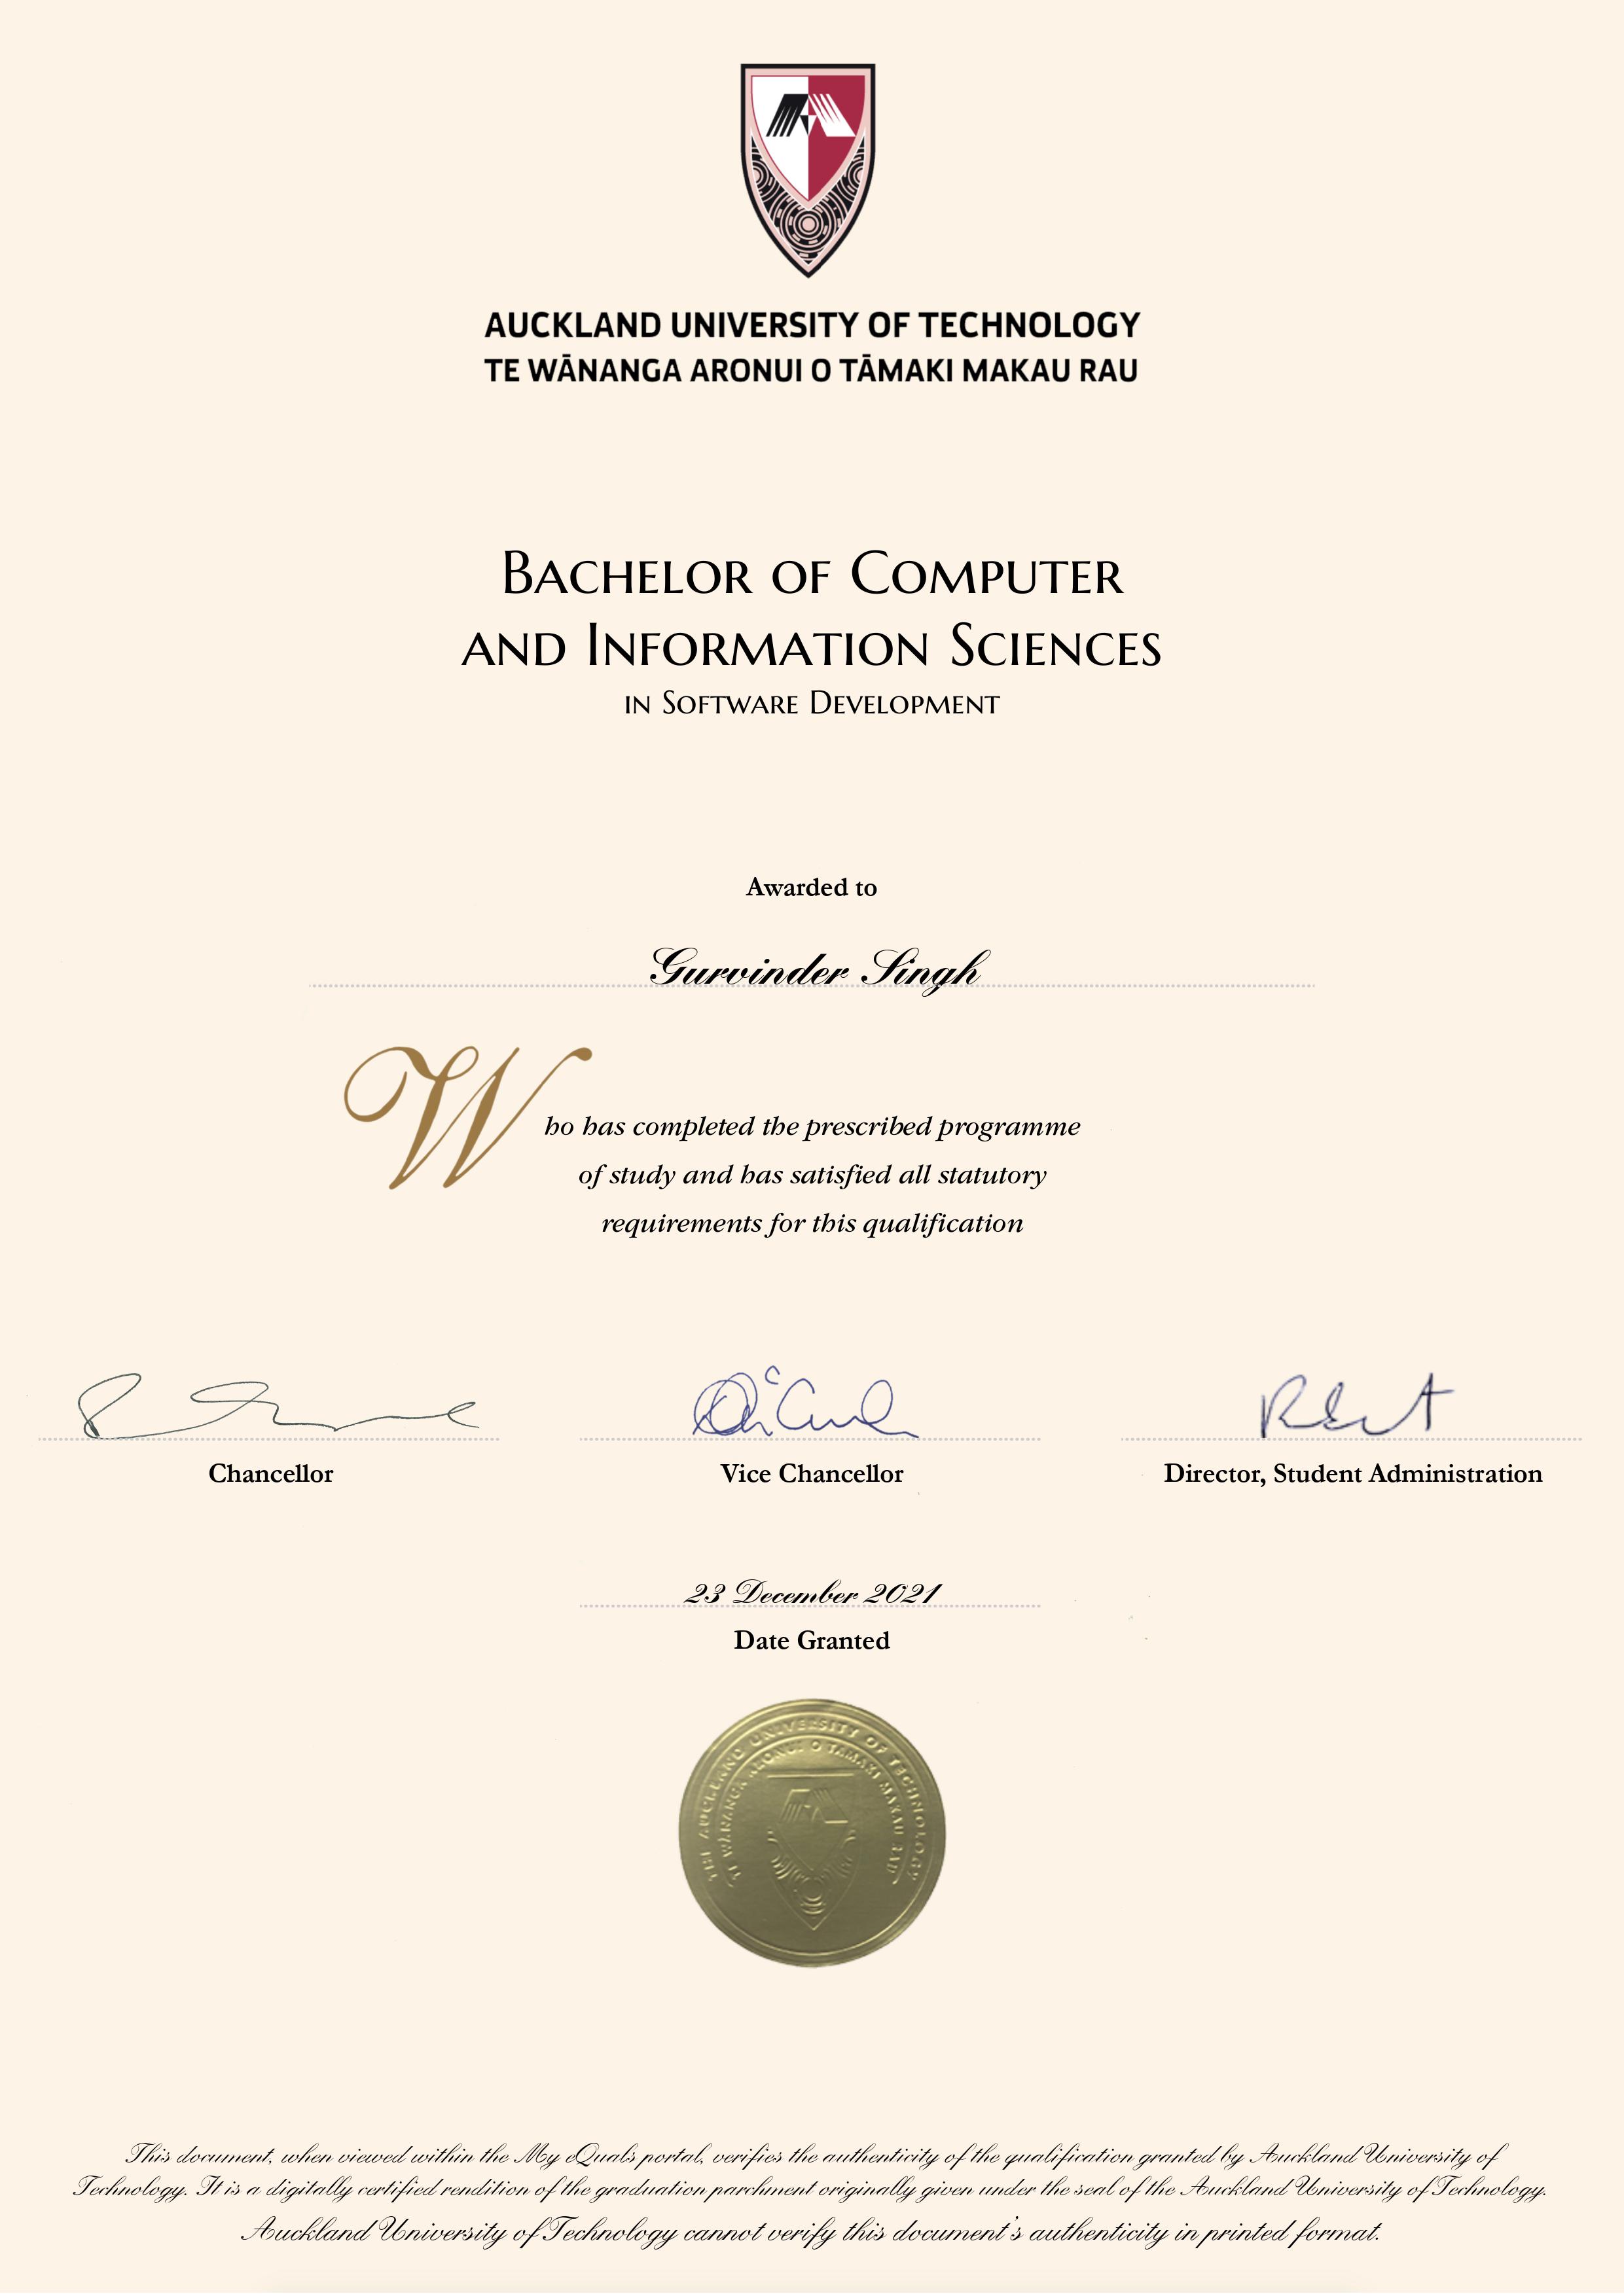 AUCKLAND UNIVERSITY OF TECHNOLOGY
TE WĀNANGA ARONUI O TĀMAKI MAKAU RAU
Bachelor of Computer
and Information Sciences
in Software Development
Awarded to
Gurvinder Singh
Who has completed the prescribed programme
of study and has satisfied all statutory
requirements for this qualification
Chancellor
Vice Chancellor
Director, Student Administration
23 December 2021
Date Granted
THE AUCKLAND UNIVERSITY OF TECHNOLOGY
TE WĀNANGA ARONUI O TAMAKI MAKAU RAU
This document, when viewed within the My eQuals portal, verifies the authenticity of the qualification granted by Auckland University of
Technology. It is a digitally certified rendition of the graduation parchment originally given under the seal of the Auckland University of Technology.
Auckland University of Technology cannot verify this document's authenticity in printed format.